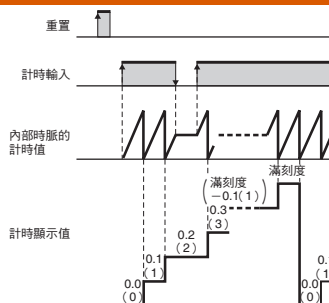 重置
計時輸入
內部時脈的
計時值
滿刻度
(滿刻度
−0.1(1))
計時顯示值
0.3
(3)
0.2
(2)
0.1
(1)
0.0
(0)
0.0
(0)